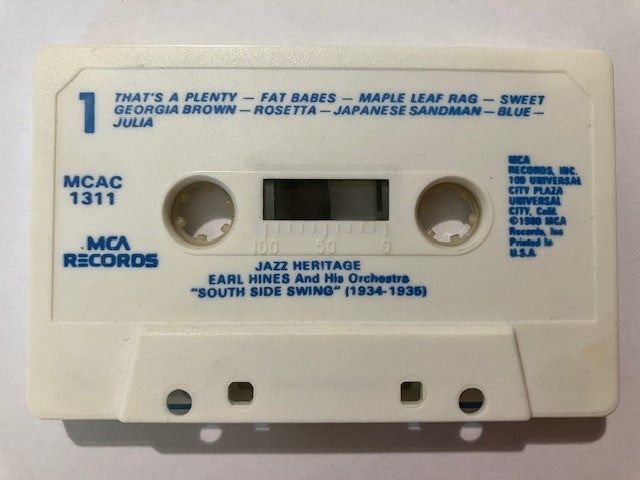 1
THAT'S A PLENTY — FAT BABES — MAPLE LEAF RAG — SWEET
GEORGIA BROWN — ROSETTA — JAPANESE SANDMAN — BLUE —
JULIA
MCAC
1311
MCA
RECORDS
MCA
RECORDS, INC.
100 UNIVERSAL
CITY PLAZA
UNIVERSAL
CITY, Calif.
©1980 MCA
Records, Inc
Printed in
U.S.A.
100 50 0
JAZZ HERITAGE
EARL HINES And His Orchestra
"SOUTH SIDE SWING" (1934-1935)